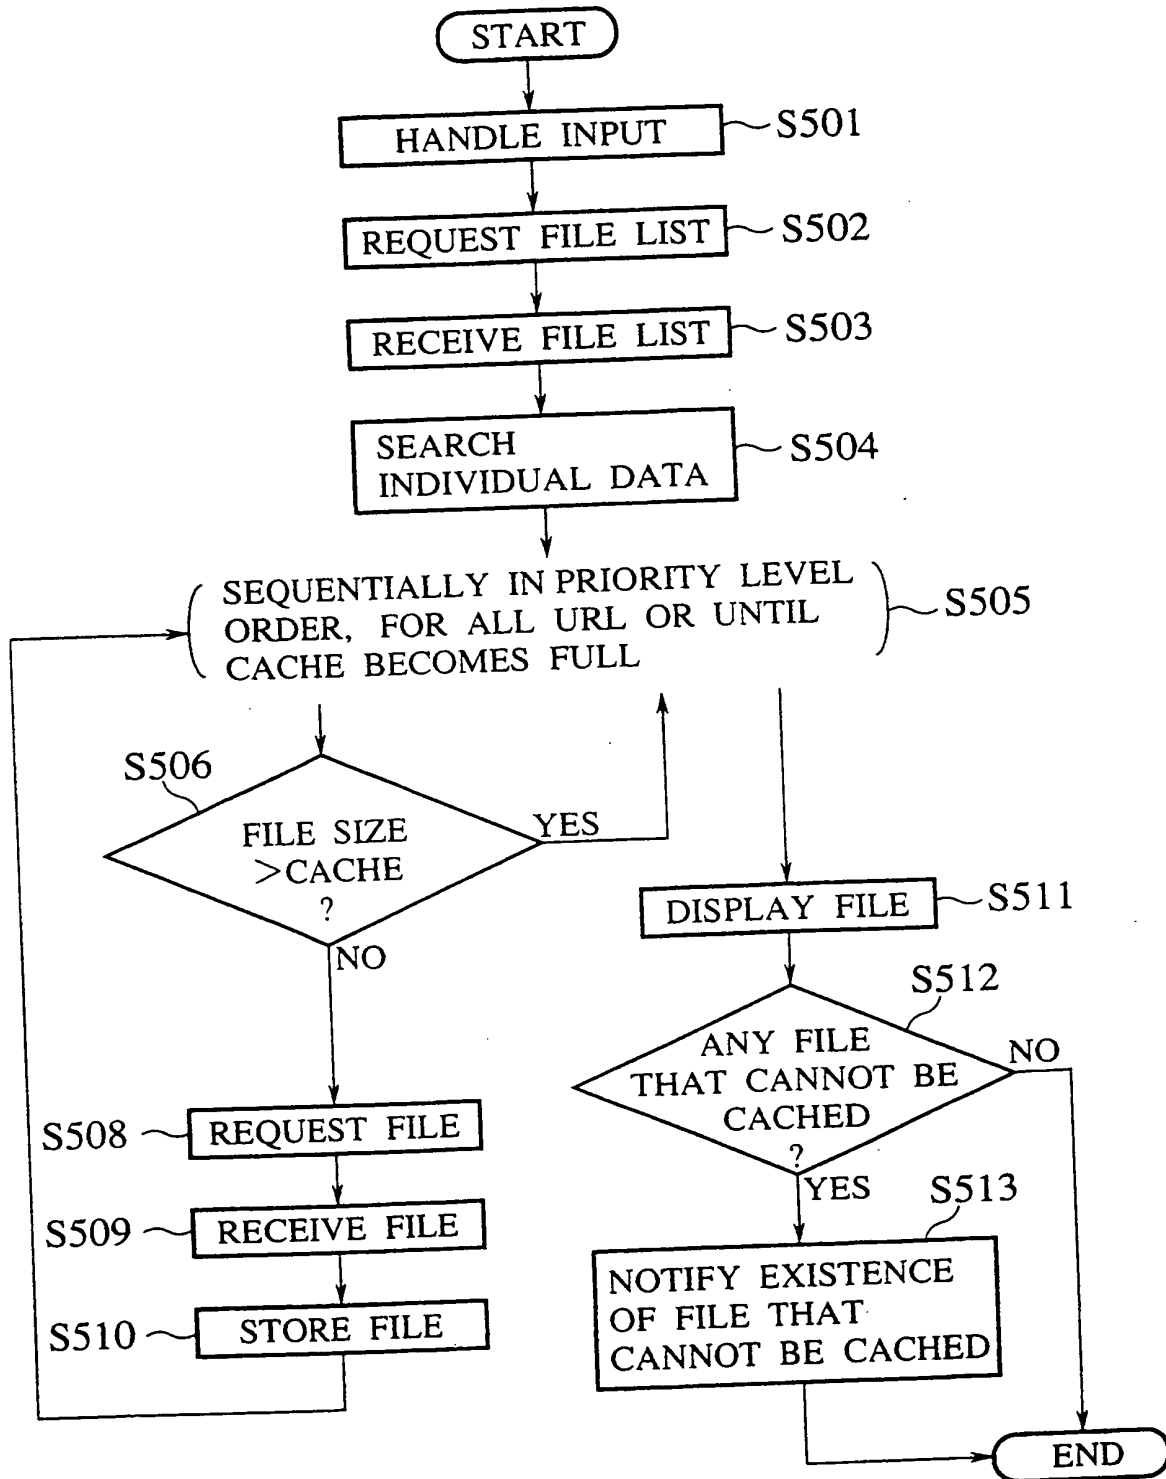 START
HANDLE INPUT
S501
REQUEST FILE LIST
S502
RECEIVE FILE LIST
S503
SEARCH
INDIVIDUAL DATA
S504
SEQUENTIALLY IN PRIORITY LEVEL
ORDER, FOR ALL URL OR UNTIL
CACHE BECOMES FULL
S505
S506
FILE SIZE
>CACHE
?
YES
NO
S508
REQUEST FILE
S509
RECEIVE FILE
S510
STORE FILE
DISPLAY FILE
S511
S512
ANY FILE
THAT CANNOT BE
CACHED
?
NO
YES
S513
NOTIFY EXISTENCE
OF FILE THAT
CANNOT BE CACHED
END